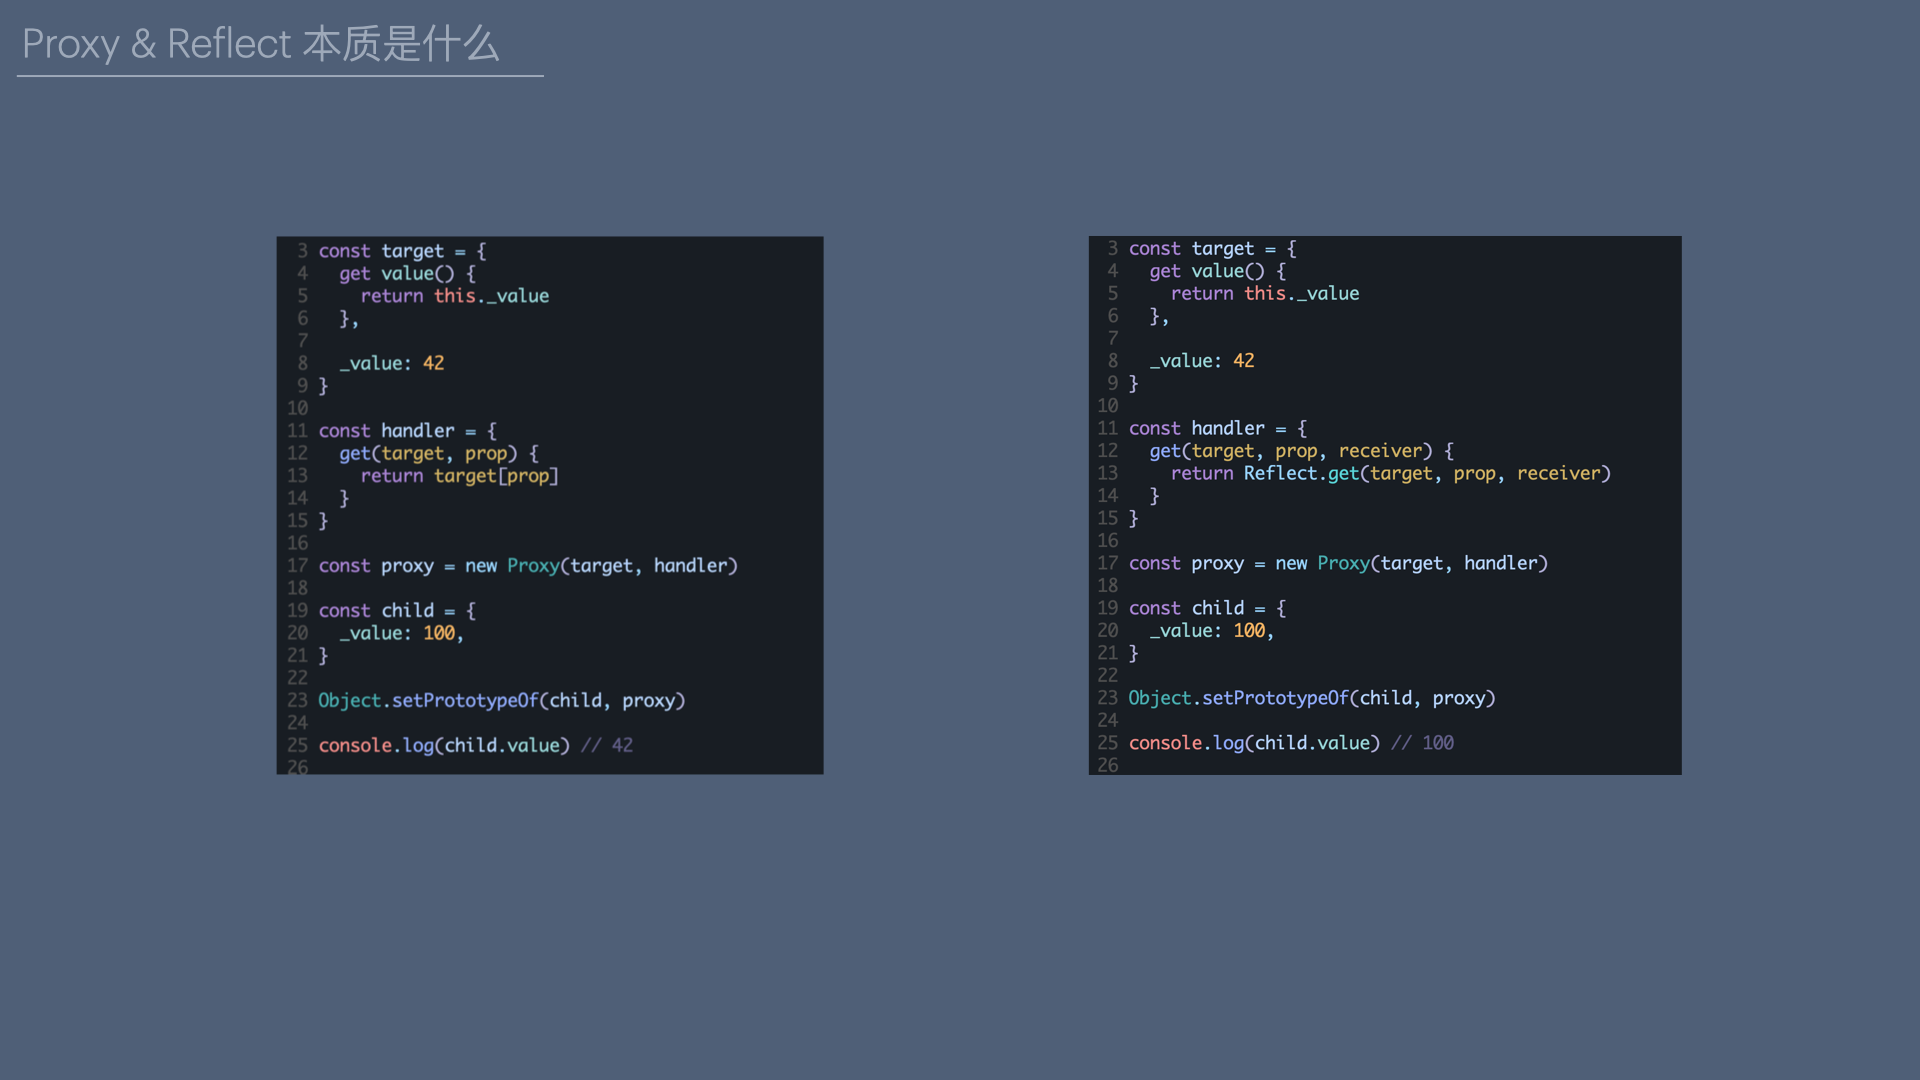 Proxy & Reflect 本质是什么
3 const target = {
4   get value() {
5     return this._value
6   },
7
8   _value: 42
9 }
10
11 const handler = {
12   get(target, prop) {
13     return target[prop]
14   }
15 }
16
17 const proxy = new Proxy(target, handler)
18
19 const child = {
20   _value: 100,
21 }
22
23 Object.setPrototypeOf(child, proxy)
24
25 console.log(child.value) // 42
26
3 const target = {
4   get value() {
5     return this._value
6   },
7
8   _value: 42
9 }
10
11 const handler = {
12   get(target, prop, receiver) {
13     return Reflect.get(target, prop, receiver)
14   }
15 }
16
17 const proxy = new Proxy(target, handler)
18
19 const child = {
20   _value: 100,
21 }
22
23 Object.setPrototypeOf(child, proxy)
24
25 console.log(child.value) // 100
26